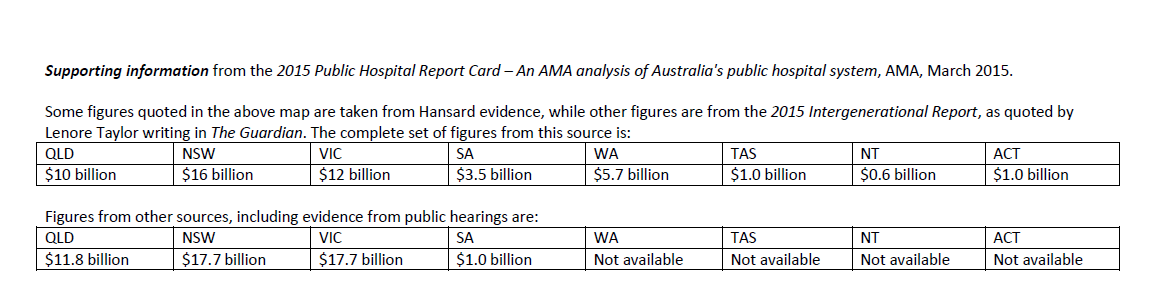 Supporting information from the 2015 Public Hospital Report Card – An AMA analysis of Australia's public hospital system, AMA, March 2015.
Some figures quoted in the above map are taken from Hansard evidence, while other figures are from the 2015 Intergenerational Report, as quoted by
Lenore Taylor writing in The Guardian. The complete set of figures from this source is:
QLD NSW VIC SA WA TAS NT ACT
$10 billion $16 billion $12 billion $3.5 billion $5.7 billion $1.0 billion $0.6 billion $1.0 billion
Figures from other sources, including evidence from public hearings are:
QLD NSW VIC SA WA TAS NT ACT
$11.8 billion $17.7 billion $17.7 billion $1.0 billion Not available Not available Not available Not available